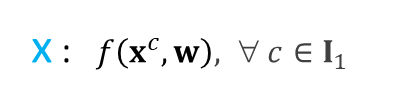 X : f(x^c, w), ∀ c ∈ I_1